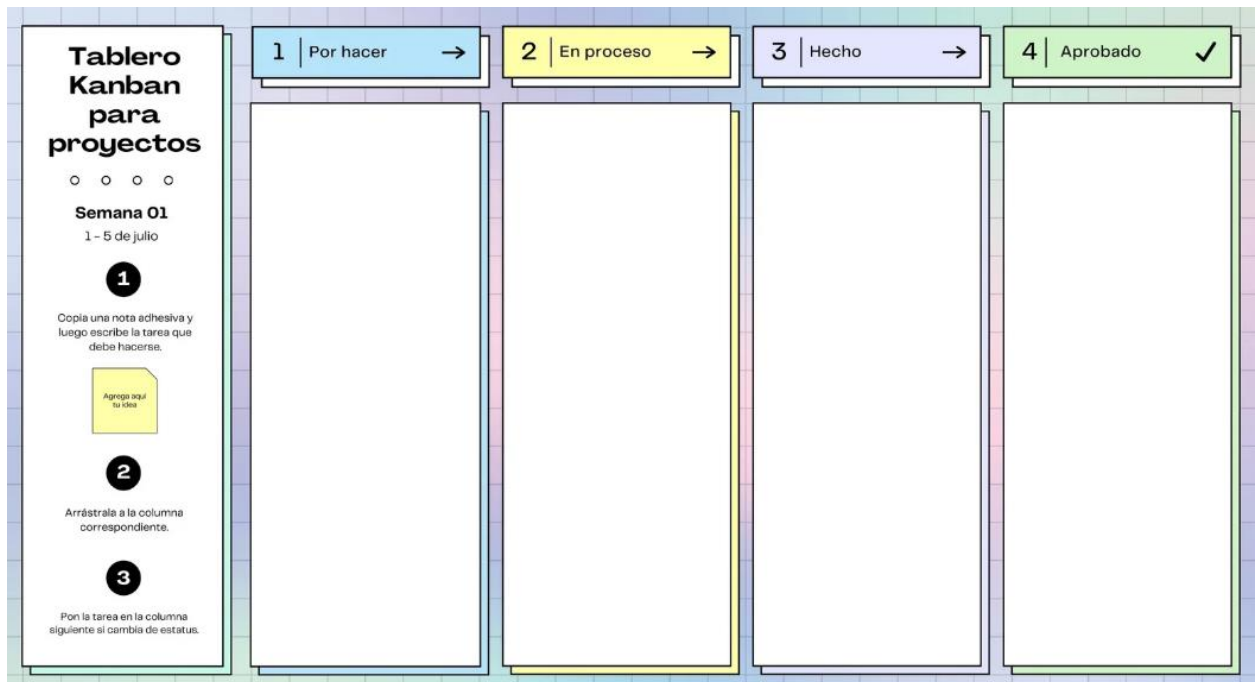 Tablero
Kanban
para
proyectos
Semana 01
1 - 5 de julio
1
Copia una nota adhesiva y
luego escribe la tarea que
debe hacerse.
Agrega aquí
tu idea
2
Arrástrala a la columna
correspondiente.
3
Pon la tarea en la columna
siguiente si cambia de estatus.
1 Por hacer →
2 En proceso →
3 Hecho →
4 Aprobado ✓